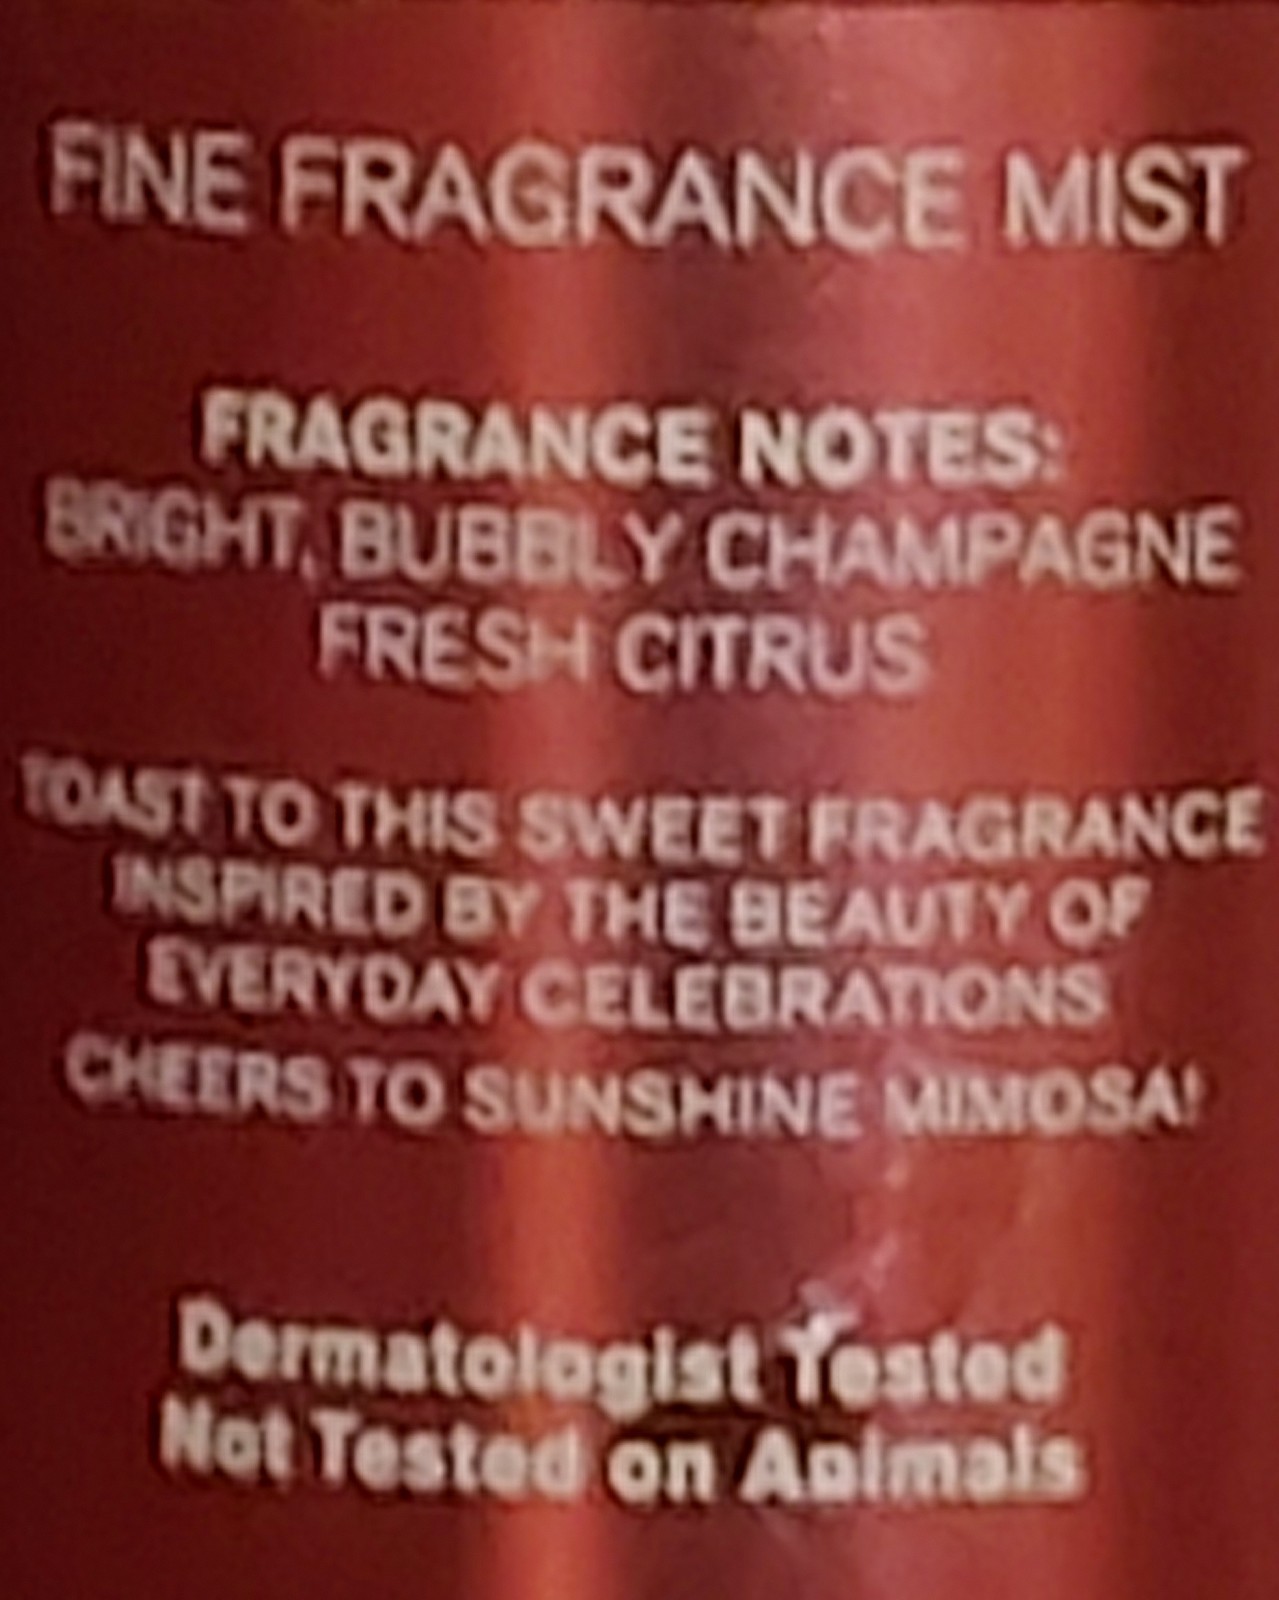 FINE FRAGRANCE MIST
FRAGRANCE NOTES:
BRIGHT, BUBBLY CHAMPAGNE
FRESH CITRUS
TOAST TO THIS SWEET FRAGRANCE
INSPIRED BY THE BEAUTY OF
EVERYDAY CELEBRATIONS
CHEERS TO SUNSHINE MIMOSA!
Dermatologist Tested
Not Tested on Animals